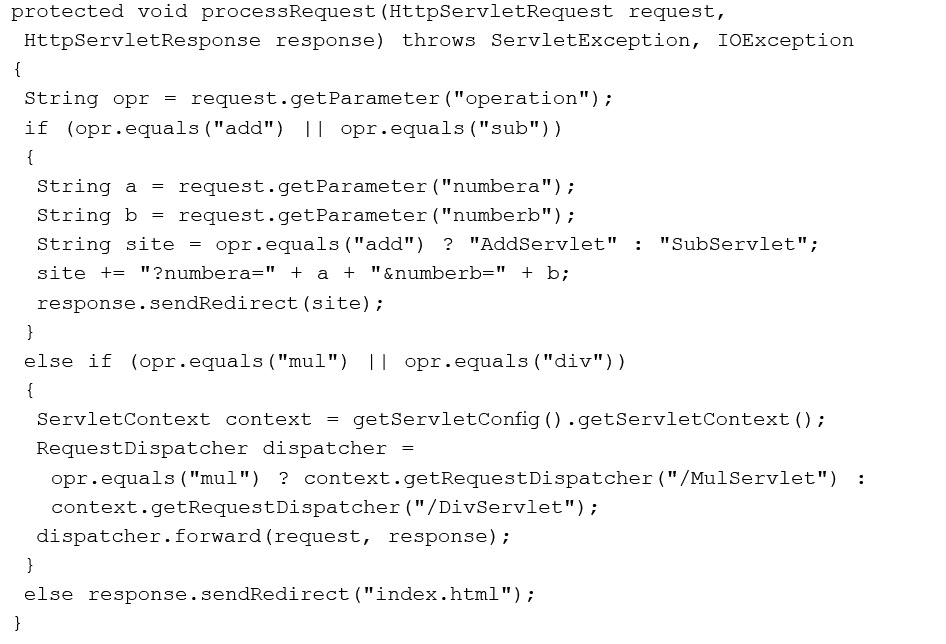 protected void processRequest(HttpServletRequest request,
HttpServletResponse response) throws ServletException, IOException
{
String opr = request.getParameter("operation");
if (opr.equals("add") || opr.equals("sub"))
{
String a = request.getParameter("numbera");
String b = request.getParameter("numberb");
String site = opr.equals("add") ? "AddServlet" : "SubServlet";
site += "?numbera=" + a + "&numberb=" + b;
response.sendRedirect(site);
}
else if (opr.equals("mul") || opr.equals("div"))
{
ServletContext context = getServletConfig().getServletContext();
RequestDispatcher dispatcher =
opr.equals("mul") ? context.getRequestDispatcher("/MulServlet") :
context.getRequestDispatcher("/DivServlet");
dispatcher.forward(request, response);
}
else response.sendRedirect("index.html");
}